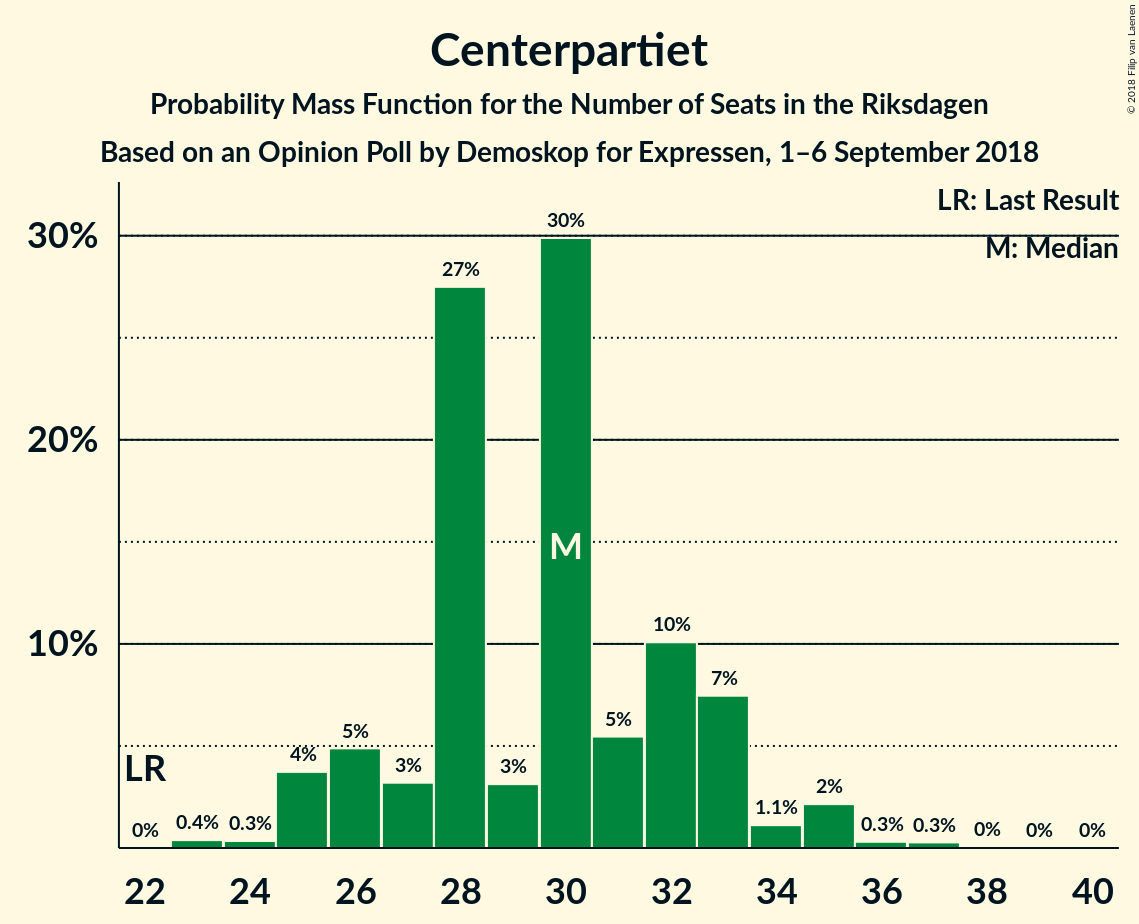 Centerpartiet
Probability Mass Function for the Number of Seats in the Riksdagen
Based on an Opinion Poll by Demoskop for Expressen, 1–6 September 2018
© 2018 Filip van Laenen
LR: Last Result
M: Median
30%
20%
10%
LR
M
0%
0.4%
0.3%
4%
5%
3%
27%
3%
30%
5%
10%
7%
1.1%
2%
0.3%
0.3%
0%
0%
0%
22 24 26 28 30 32 34 36 38 40